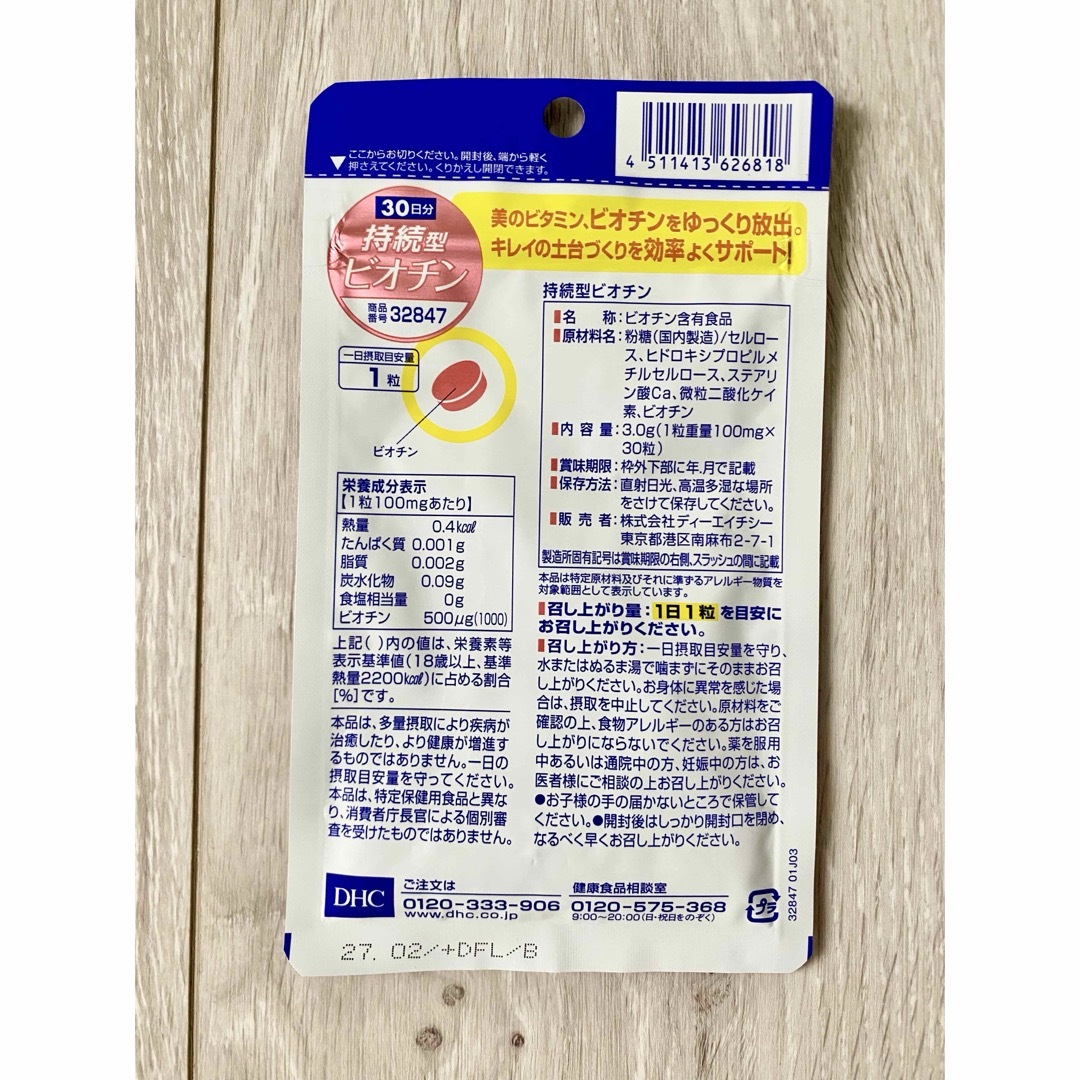 ここからお切りください。開封後、端から軽く
▼押さえてください。くりかえし開閉できます。
4 511413 626818
30日分
持続型
ビオチン
商品番号 32847
美のビタミン、ビオチンをゆっくり放出。
キレイの土台づくりを効率よくサポート!
一日摂取目安量
1粒
ビオチン
栄養成分表示
【1粒100mgあたり】
熱量 0.4kcal
たんぱく質 0.001g
脂質 0.002g
炭水化物 0.09g
食塩相当量 0g
ビオチン 500μg(1000)
上記( )内の値は、栄養素等
表示基準値(18歳以上、基準
熱量2200kcal)に占める割合
[%]です。
本品は、多量摂取により疾病が
治癒したり、より健康が増進す
るものではありません。一日の
摂取目安量を守ってください。
本品は、特定保健用食品と異な
り、消費者庁長官による個別審
査を受けたものではありません。
持続型ビオチン
名称:ビオチン含有食品
原材料名:粉糖(国内製造)/セルロー
ス、ヒドロキシプロピルメ
チルセルロース、ステアリ
ン酸Ca、微粒二酸化ケイ
素、ビオチン
内容量:3.0g(1粒重量100mg×
30粒)
賞味期限:枠外下部に年.月で記載
保存方法:直射日光、高温多湿な場所
をさけて保存してください。
販売者:株式会社ディーエイチシー
東京都港区南麻布2-7-1
製造所固有記号は賞味期限の右側、スラッシュの間に記載
本品は特定原材料及びそれに準ずるアレルギー物質を
対象範囲として表示しています。
召し上がり量:1日1粒を目安に
お召し上がりください。
召し上がり方:一日摂取目安量を守り、
水またはぬるま湯で噛まずにそのままお召
し上がりください。お身体に異常を感じた場
合は、摂取を中止してください。原材料をご
確認の上、食物アレルギーのある方はお召
し上がりにならないでください。薬を服用
中あるいは通院中の方、妊娠中の方は、お
医者様にご相談の上お召し上がりください。
●お子様の手の届かないところで保管して
ください。●開封後はしっかり開封口を閉め、
なるべく早くお召し上がりください。
DHC
ご注文は
0120-333-906
www.dhc.co.jp
健康食品相談室
0120-575-368
9:00〜20:00(日・祝日をのぞく)
プラ
32847 01J03
27. 02/+DFL/B